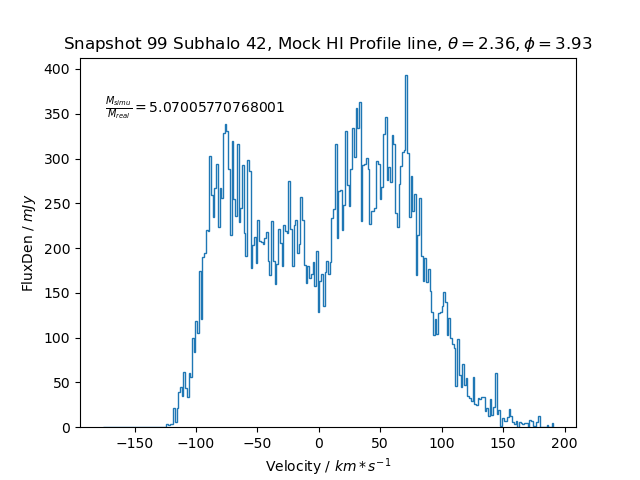 Snapshot 99 Subhalo 42, Mock HI Profile line, θ = 2.36, ϕ = 3.93
400
350
300
250
200
150
100
50
0
FluxDen / mJy
M_simu/M_real = 5.07005770768001
−150 −100 −50 0 50 100 150 200
Velocity / km * s⁻¹